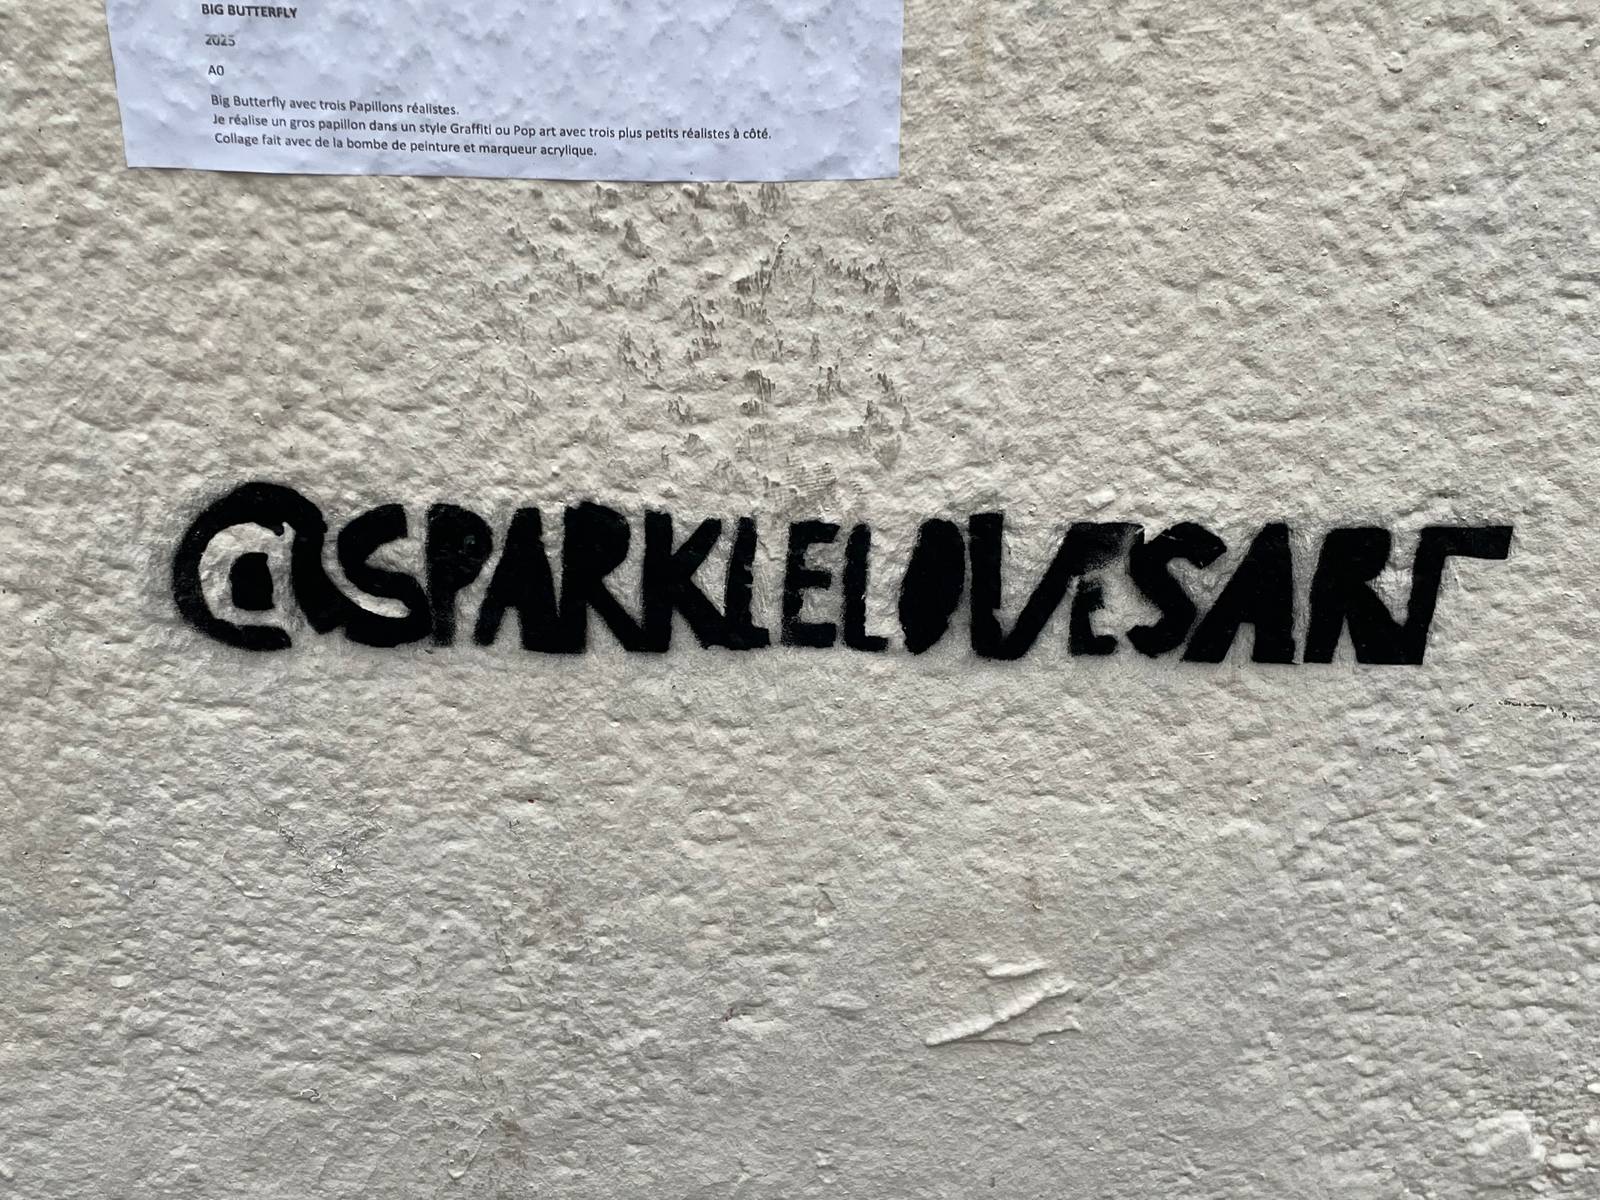 BIG BUTTERFLY
2025
A0
Big Butterfly avec trois Papillons réalistes.
Je réalise un gros papillon dans un style Graffiti ou Pop art avec trois plus petits réalistes à côté.
Collage fait avec de la bombe de peinture et marqueur acrylique.
@SPARKLELOVESART